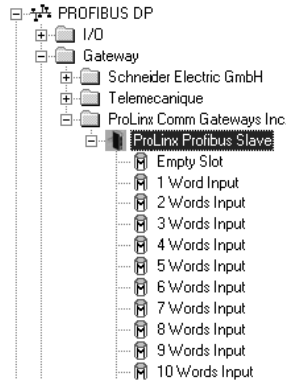 PROFIBUS DP
I/O
Gateway
Schneider Electric GmbH
Telemecanique
ProLinx Comm Gateways Inc.
ProLinx Profibus Slave
Empty Slot
1 Word Input
2 Words Input
3 Words Input
4 Words Input
5 Words Input
6 Words Input
7 Words Input
8 Words Input
9 Words Input
10 Words Input